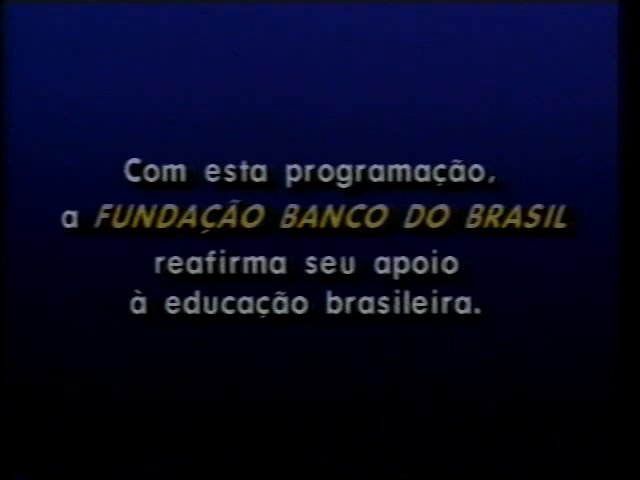 Com esta programação,
a FUNDAÇÃO BANCO DO BRASIL
reafirma seu apoio
à educação brasileira.